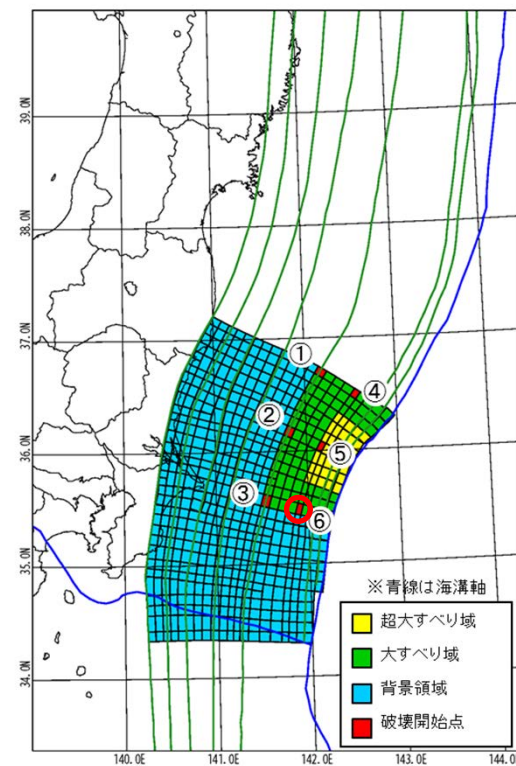 39.0N
38.0N
37.0N
①
④
②
36.0N
⑤
③
⑥
35.0N
※青線は海溝軸
超大すべり域
大すべり域
34.0N
背景領域
破壊開始点
140.0E 141.0E 142.0E 143.0E 144.0